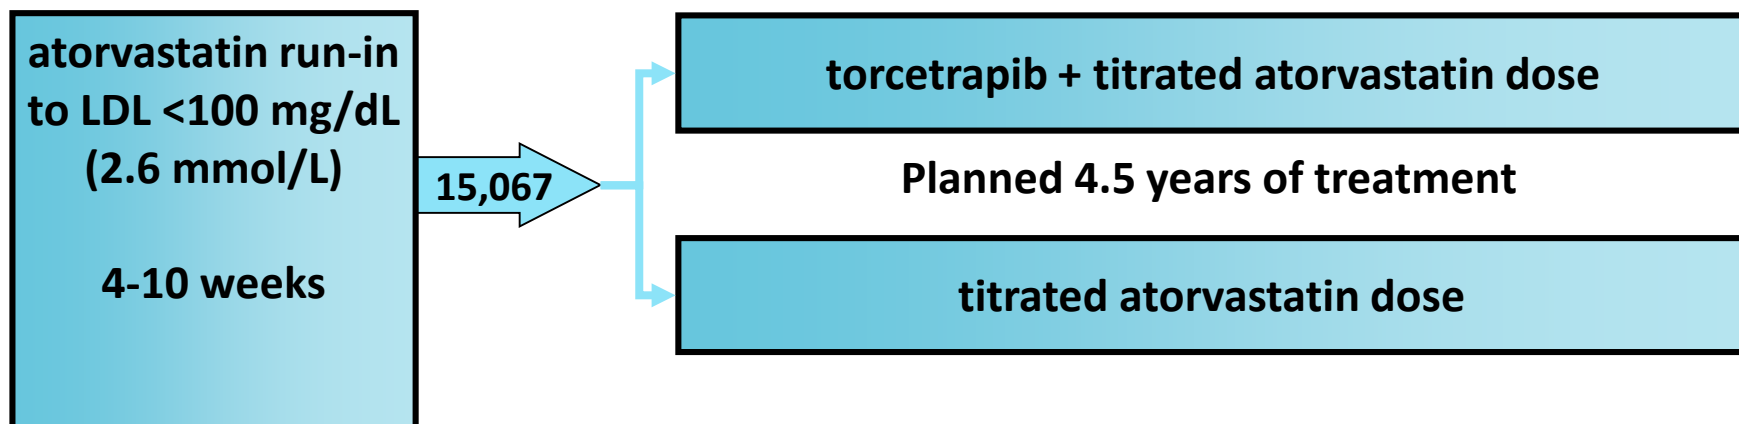 atorvastatin run-in
to LDL <100 mg/dL
(2.6 mmol/L)
4-10 weeks
15,067
torcetrapib + titrated atorvastatin dose
Planned 4.5 years of treatment
titrated atorvastatin dose